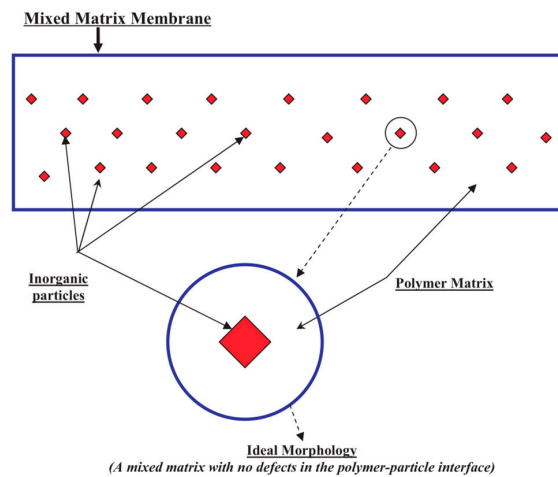 Mixed Matrix Membrane
Inorganic
particles
Polymer Matrix
Ideal Morphology
(A mixed matrix with no defects in the polymer-particle interface)